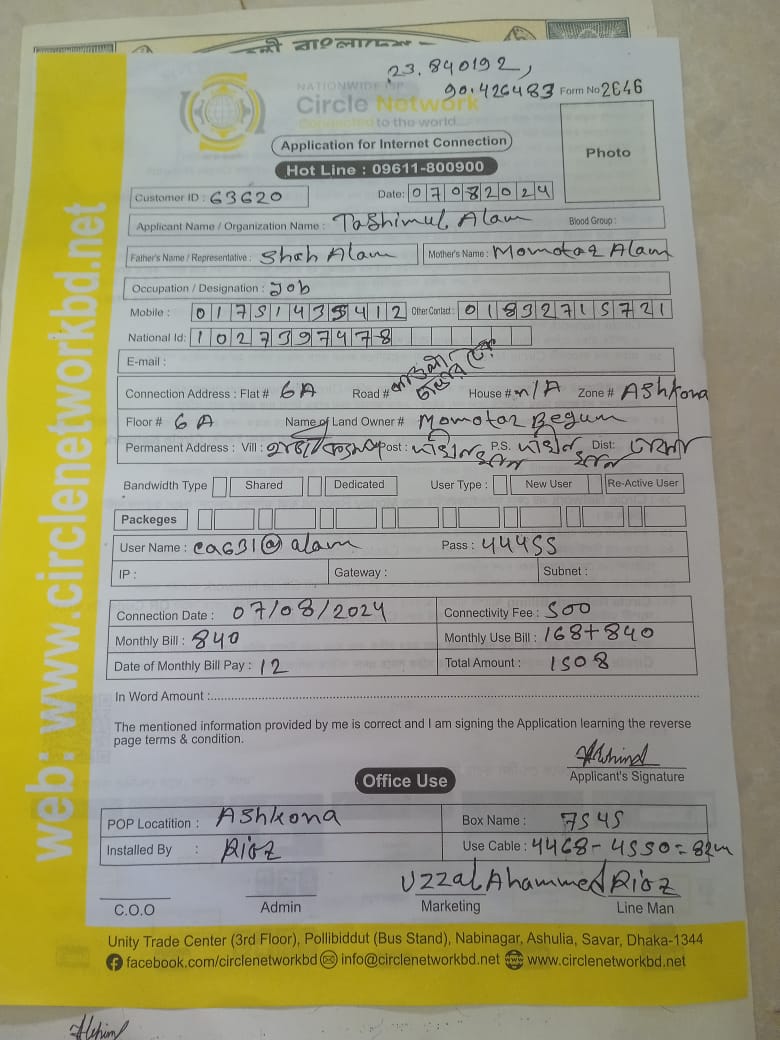 23.840192,
90.426483 Form No 2646
NATIONWIDE ISP
Circle Network
Connected to the world...
Application for Internet Connection
Hot Line : 09611-800900
Photo
Customer ID : 63620 Date: 07082024
Applicant Name / Organization Name : Tashimul Alam Blood Group :
Father's Name / Representative : Shah Alam Mother's Name : Momotaz Alam
Occupation / Designation : Job
Mobile : 01751435412 Other Contact : 01832715721
National Id: 1027397478
E-mail :
Connection Address : Flat # 6A Road # House # n/A Zone # Ashkona
Floor # 6A Name of Land Owner # Momotaz Begum
Permanent Address : Vill : Post : P.S. Dist: ঢাকা
Bandwidth Type Shared Dedicated User Type : New User Re-Active User
Packeges
User Name : ca631@alam Pass : 44455
IP : Gateway : Subnet :
Connection Date : 07/08/2024 Connectivity Fee : 500
Monthly Bill : 840 Monthly Use Bill : 168+840
Date of Monthly Bill Pay : 12 Total Amount : 1508
In Word Amount :
The mentioned information provided by me is correct and I am signing the Application learning the reverse
page terms & condition.
Applicant's Signature
Office Use
POP Locatition : Ashkona Box Name : 7545
Installed By : Rioz Use Cable : 4468-4550=82m
Uzzal Ahammed Rioz
C.O.O Admin Marketing Line Man
Unity Trade Center (3rd Floor), Pollibiddut (Bus Stand), Nabinagar, Ashulia, Savar, Dhaka-1344
facebook.com/circlenetworkbd info@circlenetworkbd.net www.circlenetworkbd.net
web: www.circlenetworkbd.net